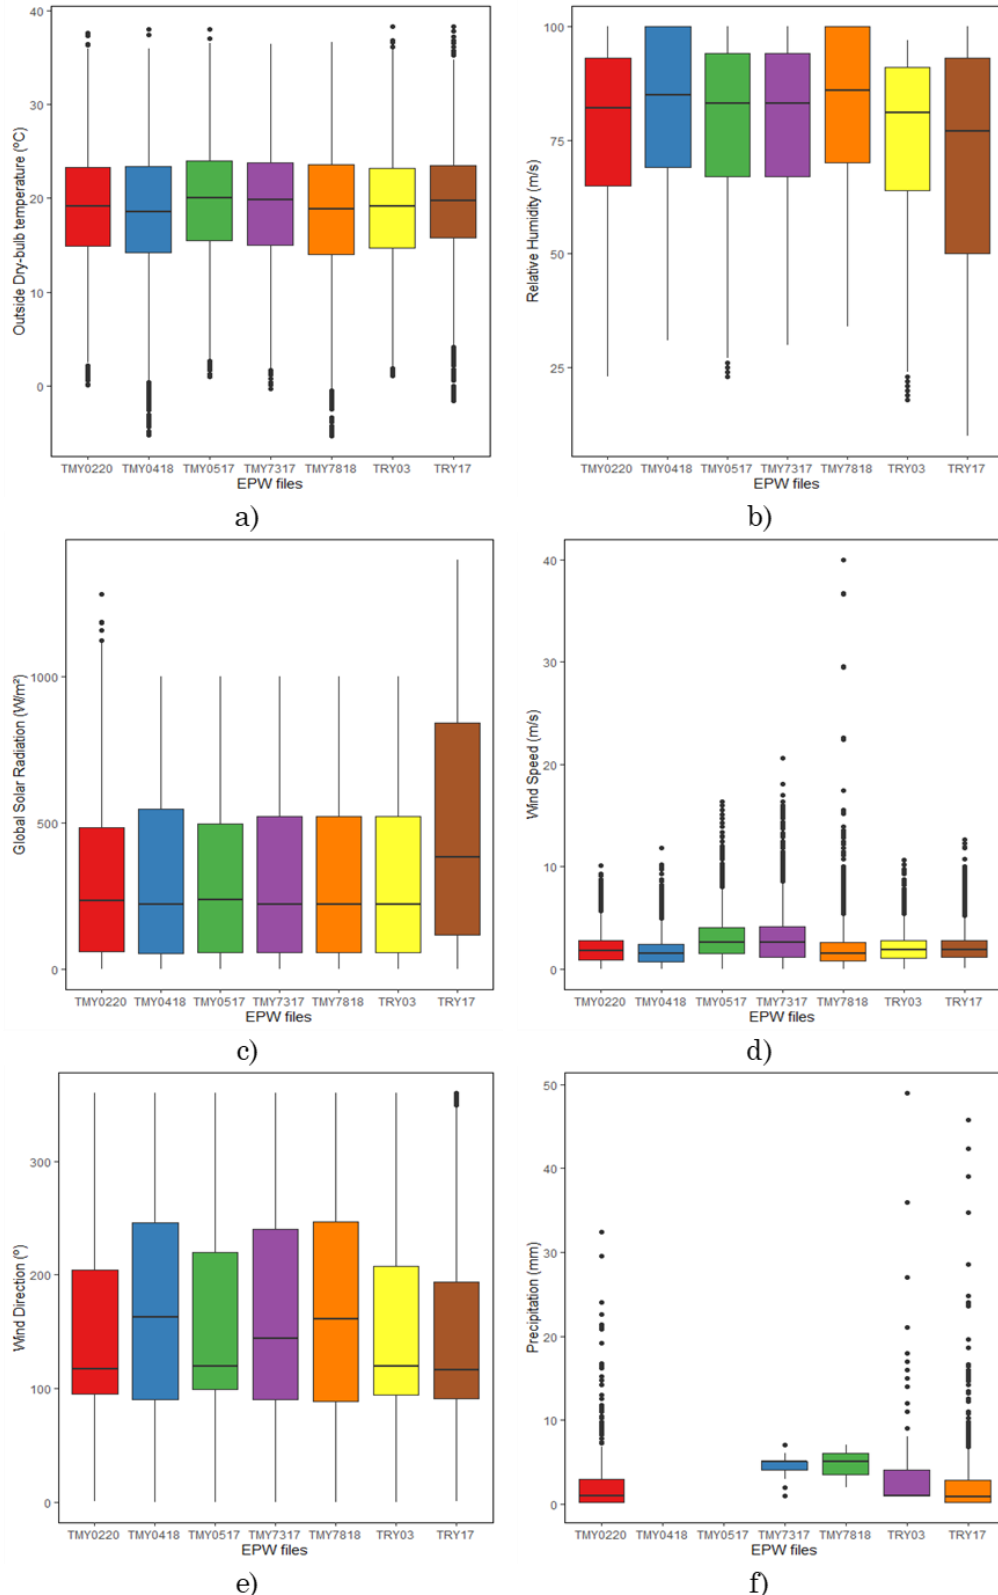 Outside Dry-bulb temperature (ºC)
40
30
20
10
0
TMY0220 TMY0418 TMY0517 TMY7317 TMY7818 TRY03 TRY17
EPW files
a)
Relative Humidity (m/s)
100
75
50
25
TMY0220 TMY0418 TMY0517 TMY7317 TMY7818 TRY03 TRY17
EPW files
b)
Global Solar Radiation (W/m²)
1000
500
0
TMY0220 TMY0418 TMY0517 TMY7317 TMY7818 TRY03 TRY17
EPW files
c)
Wind Speed (m/s)
40
30
20
10
0
TMY0220 TMY0418 TMY0517 TMY7317 TMY7818 TRY03 TRY17
EPW files
d)
Wind Direction (º)
300
200
100
0
TMY0220 TMY0418 TMY0517 TMY7317 TMY7818 TRY03 TRY17
EPW files
e)
Precipitation (mm)
50
40
30
20
10
0
TMY0220 TMY0418 TMY0517 TMY7317 TMY7818 TRY03 TRY17
EPW files
f)